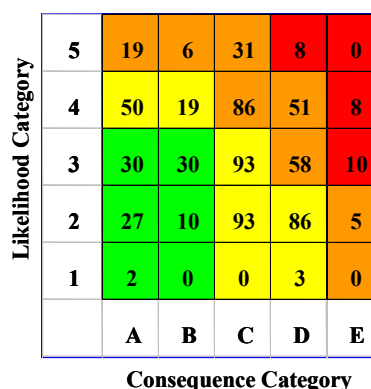 Likelihood Category
5 19 6 31 8 0
4 50 19 86 51 8
3 30 30 93 58 10
2 27 10 93 86 5
1 2 0 0 3 0
A B C D E
Consequence Category